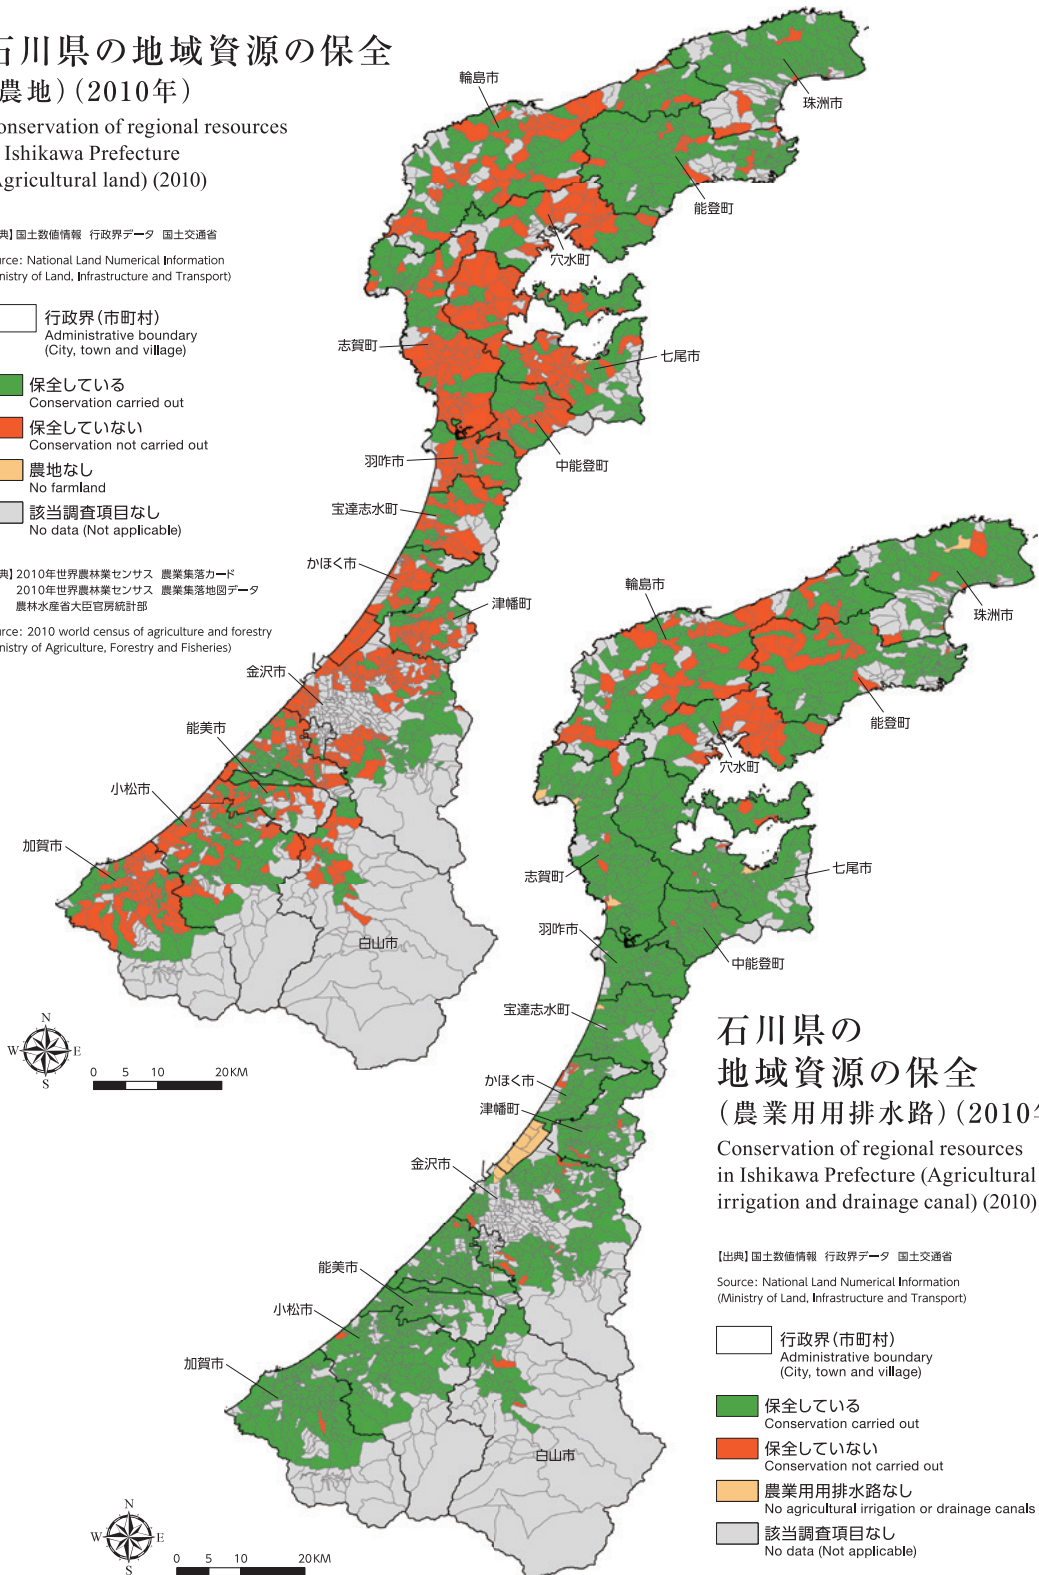 石川県の地域資源の保全
農地）（2010年）
onservation of regional resources
Ishikawa Prefecture
Agricultural land) (2010)
典】国土数値情報 行政界データ 国土交通省
urce: National Land Numerical Information
inistry of Land, Infrastructure and Transport)
行政界（市町村）
Administrative boundary
(City, town and village)
保全している
Conservation carried out
保全していない
Conservation not carried out
農地なし
No farmland
該当調査項目なし
No data (Not applicable)
典】2010年世界農林業センサス 農業集落カード
2010年世界農林業センサス 農業集落地図データ
農林水産省大臣官房統計部
urce: 2010 world census of agriculture and forestry
inistry of Agriculture, Forestry and Fisheries)
輪島市
珠洲市
能登町
穴水町
志賀町
七尾市
羽咋市
中能登町
宝達志水町
かほく市
津幡町
金沢市
能美市
小松市
加賀市
白山市
N
W
E
S
0 5 10 20KM
輪島市
珠洲市
能登町
穴水町
志賀町
七尾市
羽咋市
中能登町
宝達志水町
かほく市
津幡町
金沢市
能美市
小松市
加賀市
白山市
N
W
E
S
0 5 10 20KM
石川県の
地域資源の保全
（農業用用排水路）（2010年
Conservation of regional resources
in Ishikawa Prefecture (Agricultural
irrigation and drainage canal) (2010)
【出典】国土数値情報 行政界データ 国土交通省
Source: National Land Numerical Information
(Ministry of Land, Infrastructure and Transport)
行政界（市町村）
Administrative boundary
(City, town and village)
保全している
Conservation carried out
保全していない
Conservation not carried out
農業用用排水路なし
No agricultural irrigation or drainage canals
該当調査項目なし
No data (Not applicable)